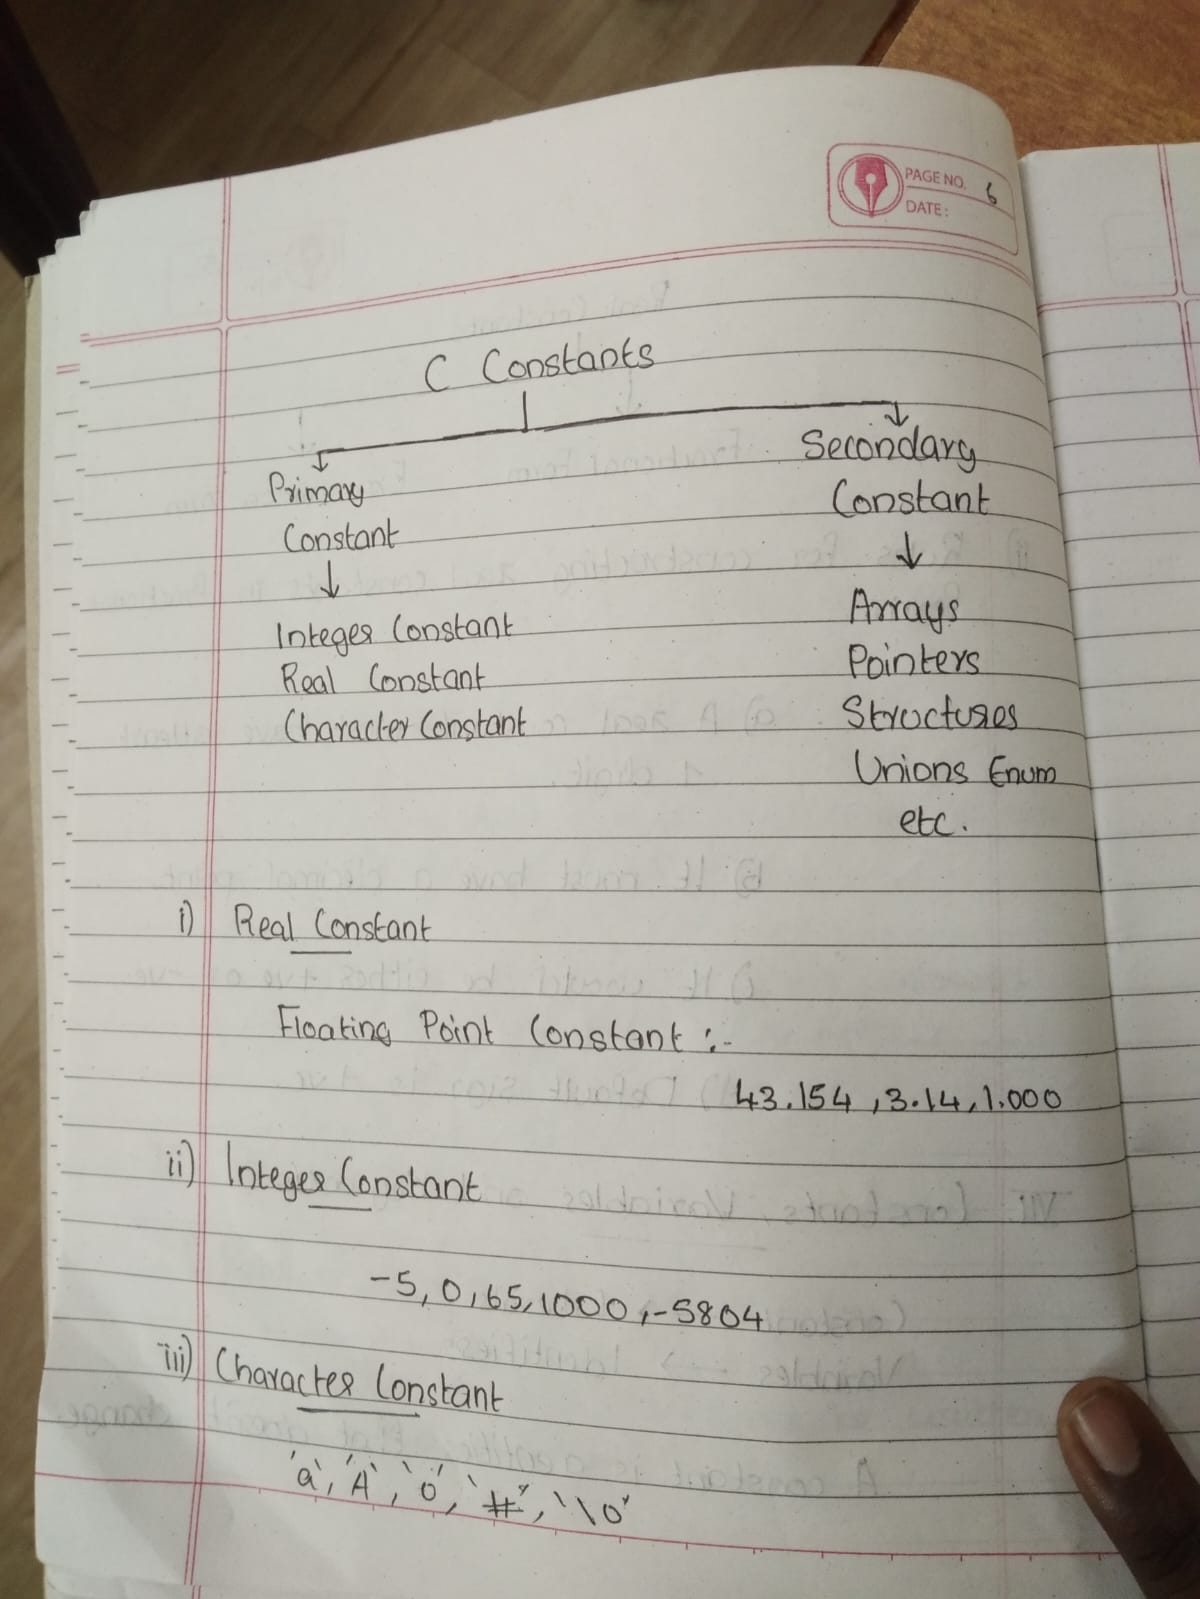 PAGE NO. 6
DATE:
C Constants
Primary
Constant
Integer Constant
Real Constant
Character Constant
Secondary
Constant
Arrays
Pointers
Structures
Unions Enum
etc.
i) Real Constant
Floating Point Constant :-
43.154, 3.14, 1.000
ii) Integer Constant
-5, 0, 65, 1000, -5804
iii) Character Constant
'a', 'A', '0', '#', '\0'